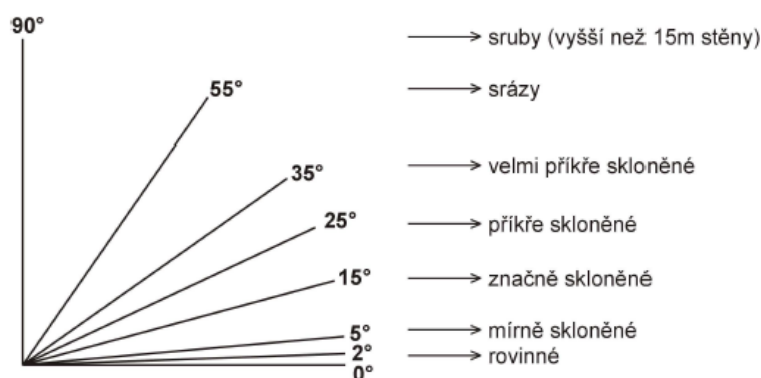 90°
sruby (vyšší než 15m stěny)
55°
srázy
35°
velmi příkře skloněné
25°
příkře skloněné
15°
značně skloněné
5°
mírně skloněné
2°
rovinné
0°